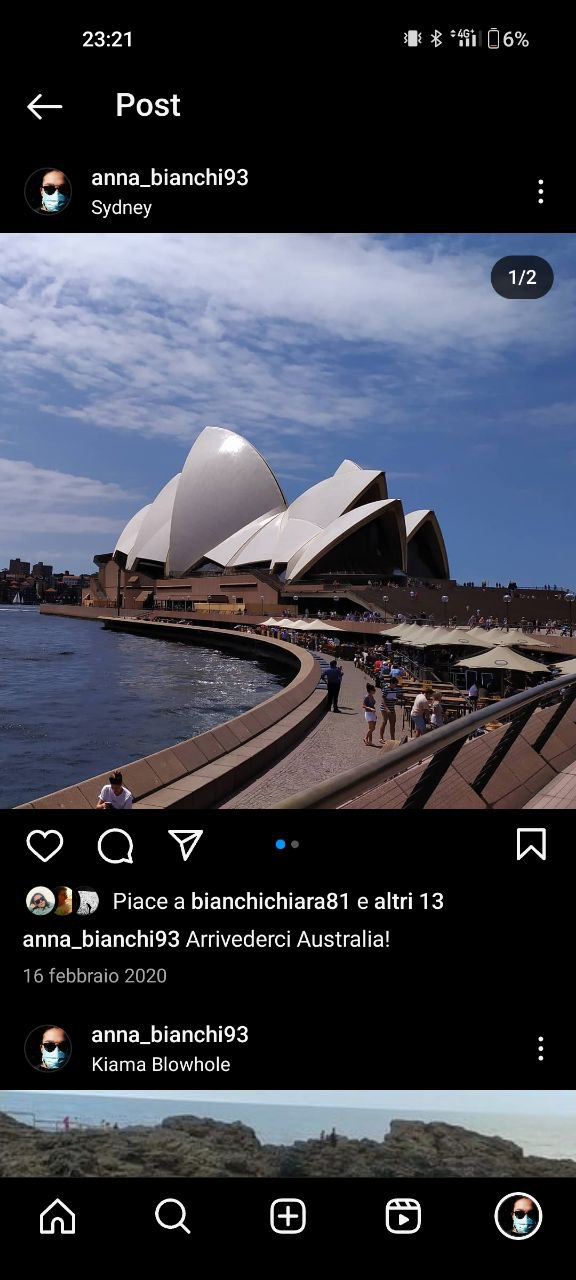 23:21 4G+ 6%
Post
anna_bianchi93
Sydney
1/2
Piace a bianchichiara81 e altri 13
anna_bianchi93 Arrivederci Australia!
16 febbraio 2020
anna_bianchi93
Kiama Blowhole